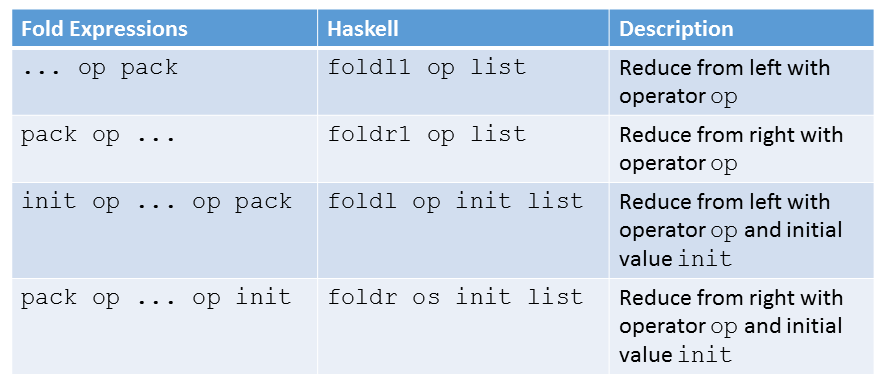 Fold Expressions Haskell Description
... op pack foldl1 op list Reduce from left with
operator op
pack op ... foldr1 op list Reduce from right with
operator op
init op ... op pack foldl op init list Reduce from left with
operator op and initial
value init
pack op ... op init foldr os init list Reduce from right with
operator op and initial
value init